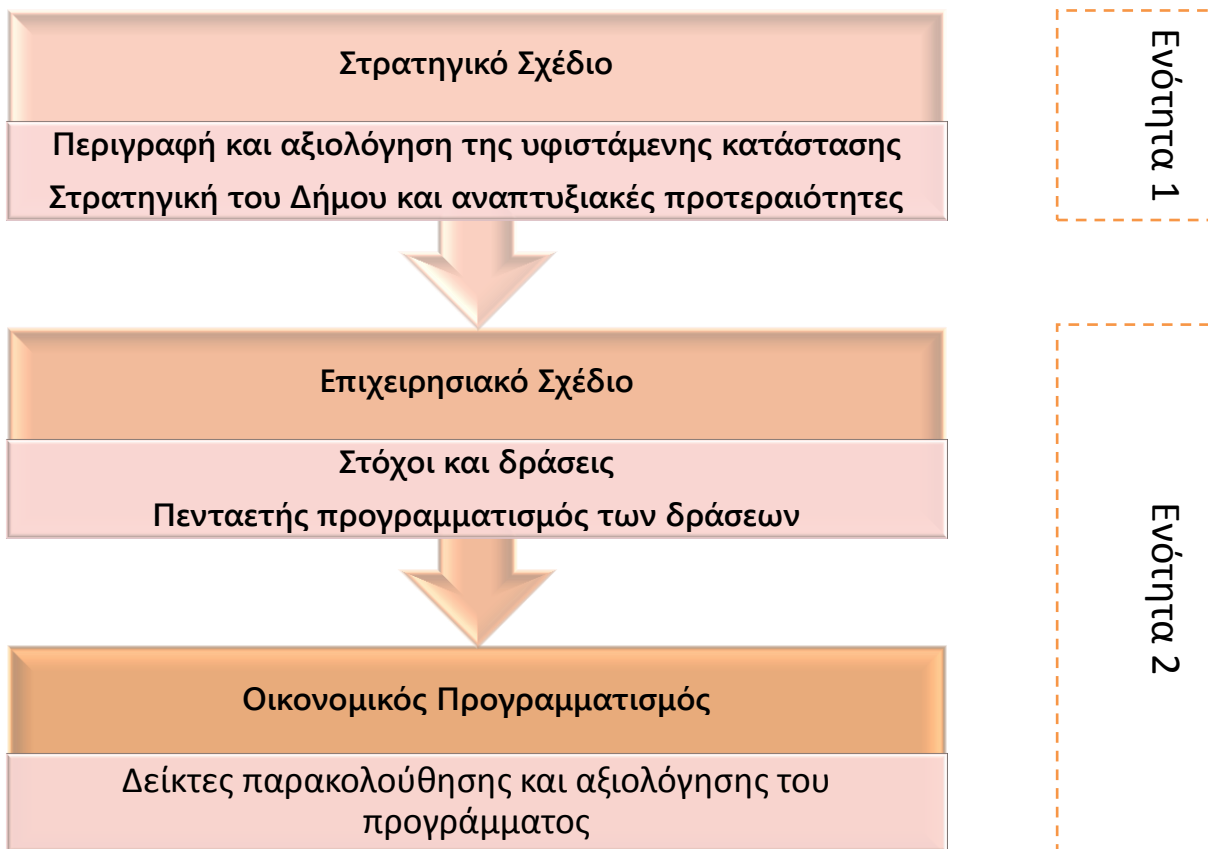 Στρατηγικό Σχέδιο
Περιγραφή και αξιολόγηση της υφιστάμενης κατάστασης
Στρατηγική του Δήμου και αναπτυξιακές προτεραιότητες
Ενότητα 1
Επιχειρησιακό Σχέδιο
Στόχοι και δράσεις
Πενταετής προγραμματισμός των δράσεων
Οικονομικός Προγραμματισμός
Δείκτες παρακολούθησης και αξιολόγησης του
προγράμματος
Ενότητα 2